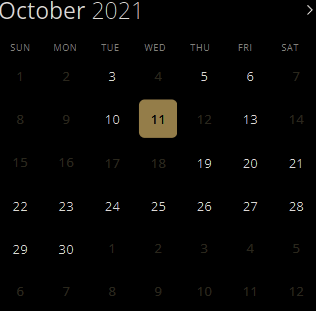 October 2021 >
SUN MON TUE WED THU FRI SAT
1 2 3 4 5 6 7
8 9 10 11 12 13 14
15 16 17 18 19 20 21
22 23 24 25 26 27 28
29 30 1 2 3 4 5
6 7 8 9 10 11 12